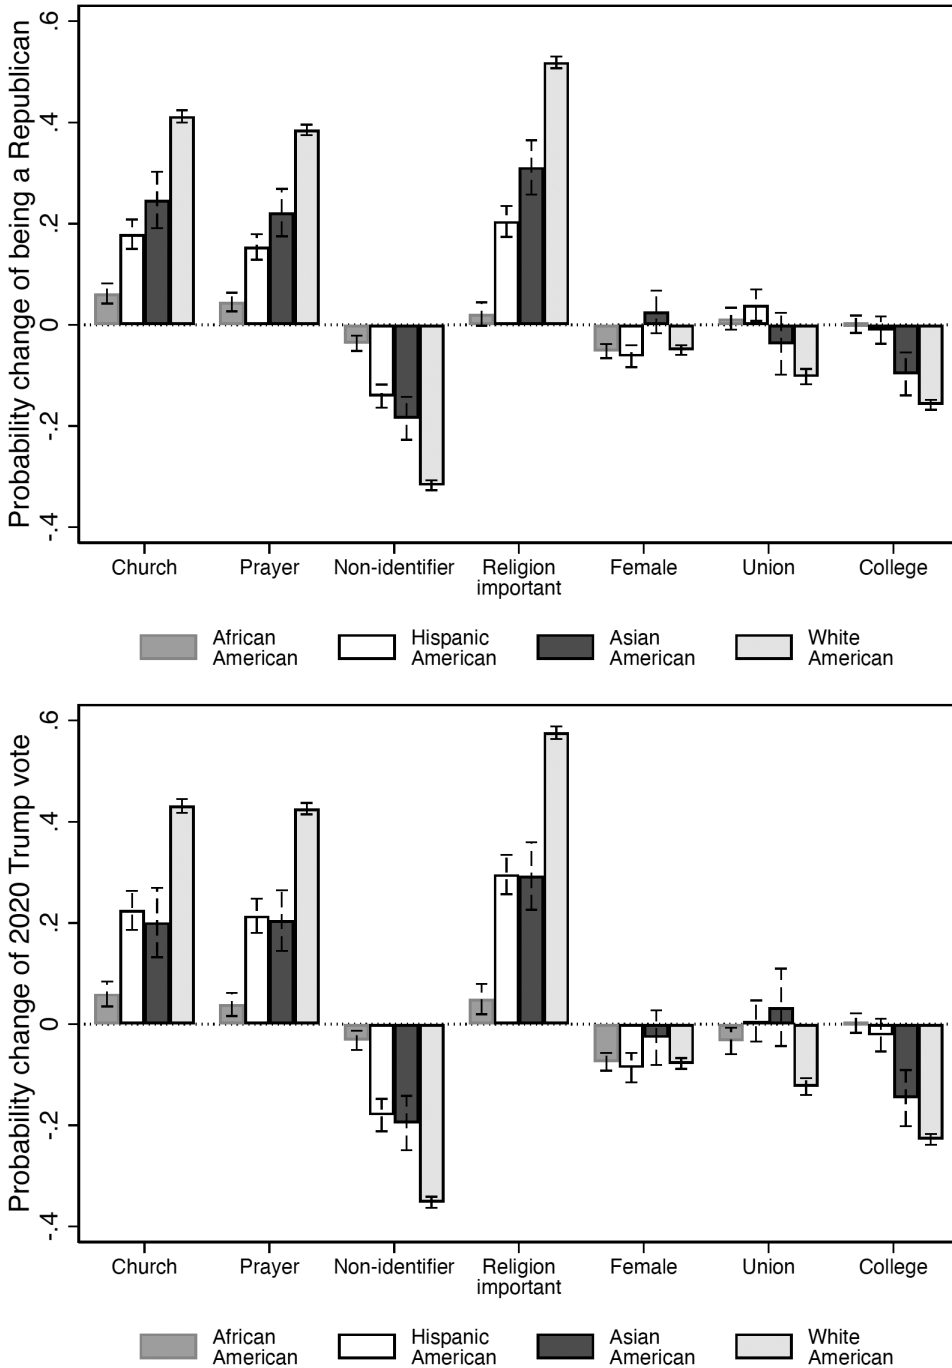 Probability change of being a Republican
.6
.4
.2
0
-.2
-.4
Church Prayer Non-identifier Religion Female Union College
important
African Hispanic Asian White
American American American American
Probability change of 2020 Trump vote
.6
.4
.2
0
-.2
-.4
Church Prayer Non-identifier Religion Female Union College
important
African Hispanic Asian White
American American American American